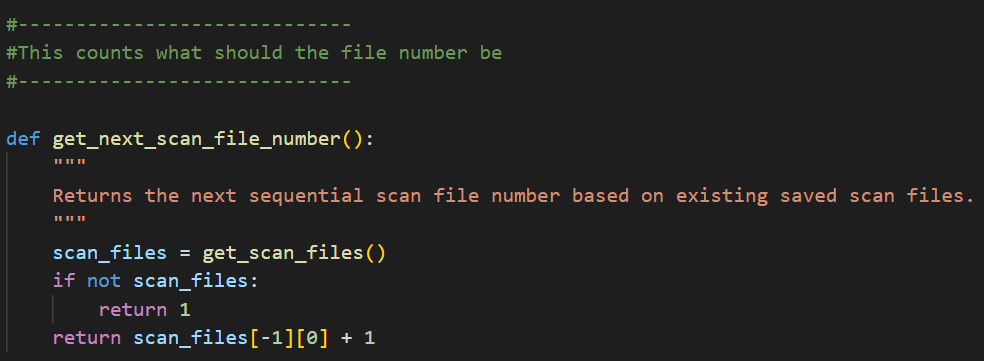 #-----------------------------
#This counts what should the file number be
#-----------------------------
def get_next_scan_file_number():
"""
Returns the next sequential scan file number based on existing saved scan files.
"""
scan_files = get_scan_files()
if not scan_files:
return 1
return scan_files[-1][0] + 1